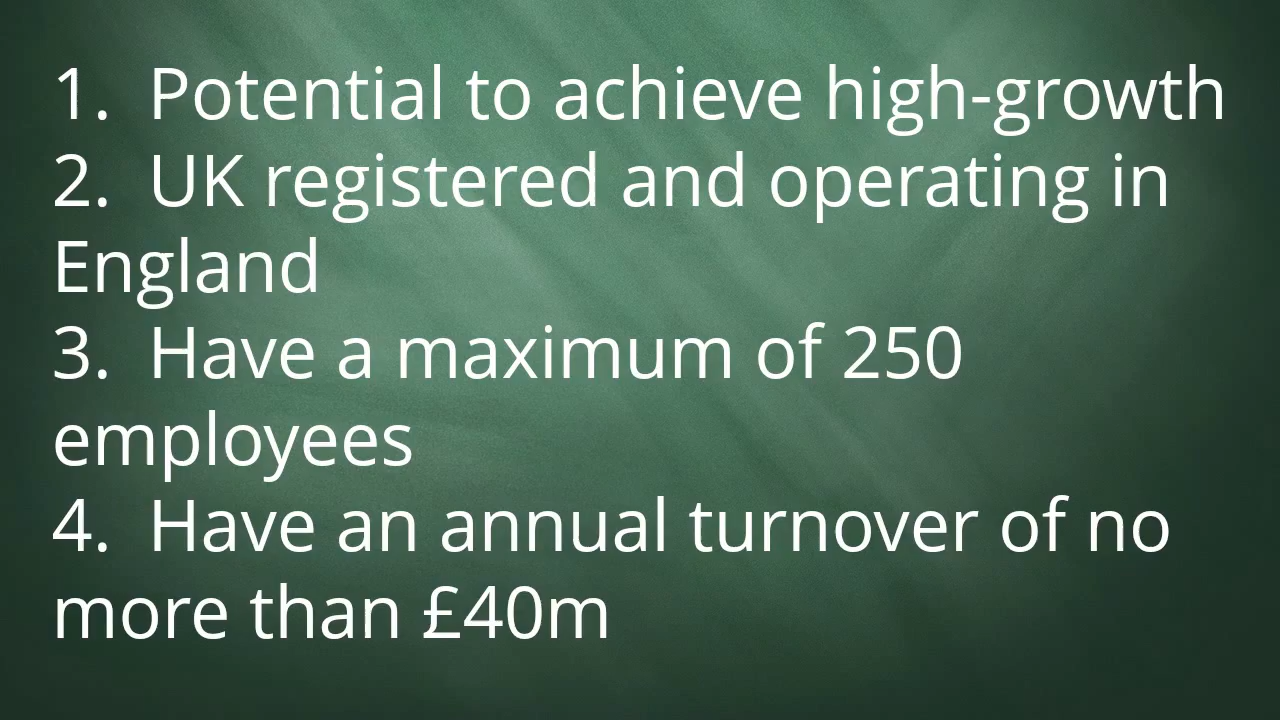 1. Potential to achieve high-growth
2. UK registered and operating in
England
3. Have a maximum of 250
employees
4. Have an annual turnover of no
more than £40m